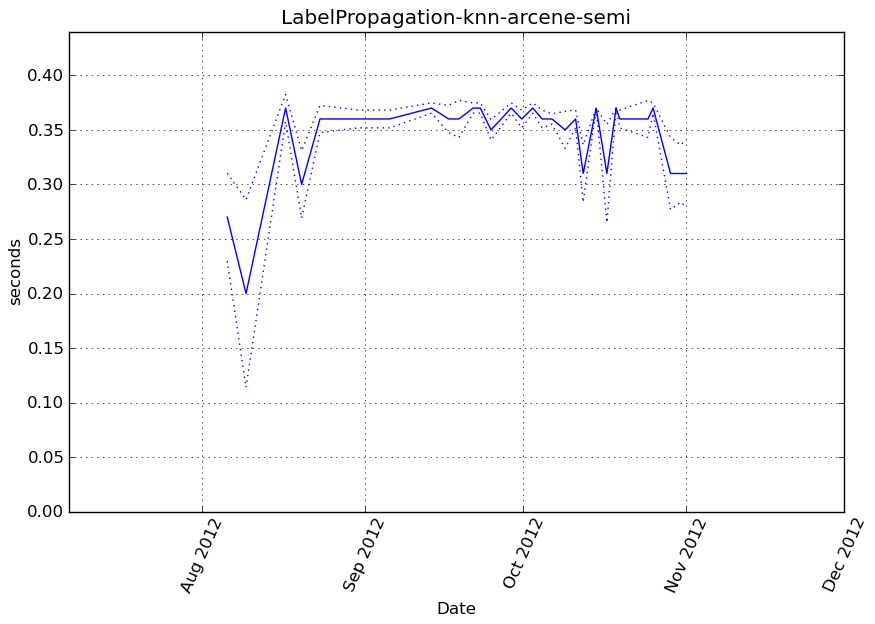 LabelPropagation-knn-arcene-semi
0.40
0.35
0.30
0.25
0.20
0.15
0.10
0.05
0.00
seconds
Aug 2012
Sep 2012
Oct 2012
Nov 2012
Dec 2012
Date